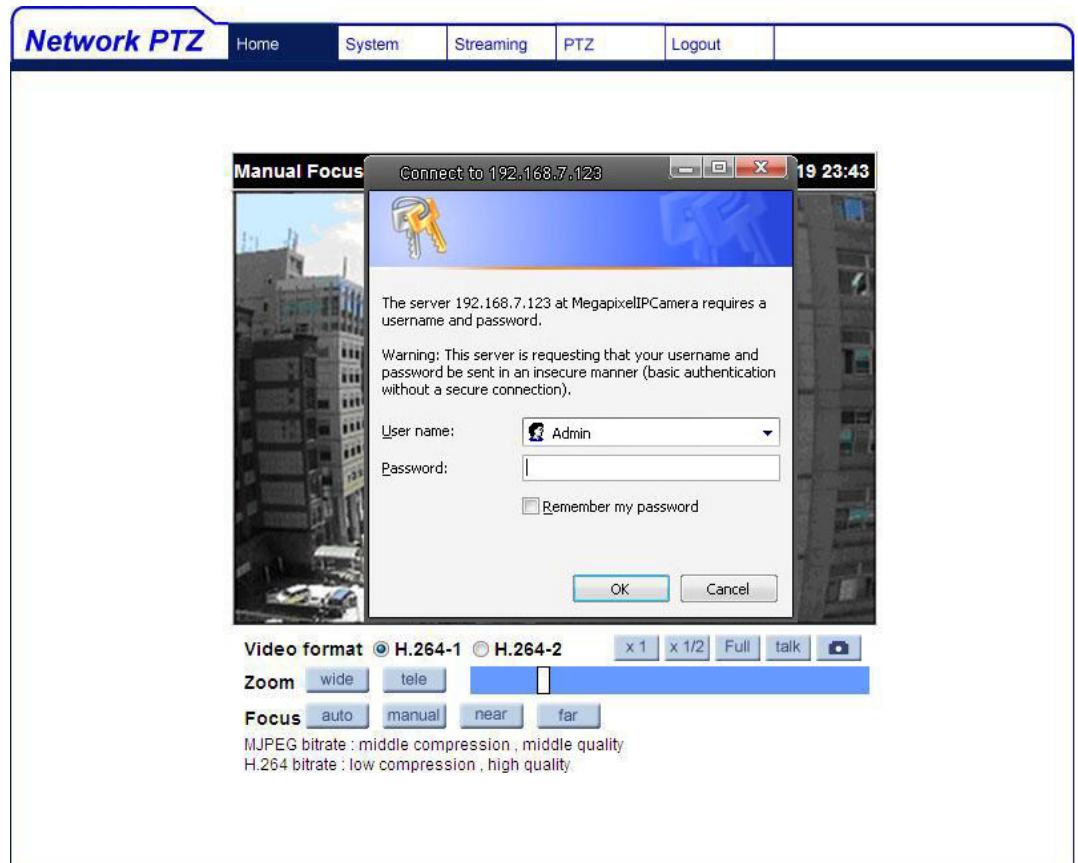 Network PTZ Home System Streaming PTZ Logout
Manual Focus
19 23:43
Connect to 192.168.7.123
The server 192.168.7.123 at MegapixelIPCamera requires a
username and password.
Warning: This server is requesting that your username and
password be sent in an insecure manner (basic authentication
without a secure connection).
User name: Admin
Password:
Remember my password
OK Cancel
Video format H.264-1 H.264-2 x 1 x 1/2 Full talk
Zoom wide tele
Focus auto manual near far
MJPEG bitrate : middle compression , middle quality
H.264 bitrate : low compression , high quality